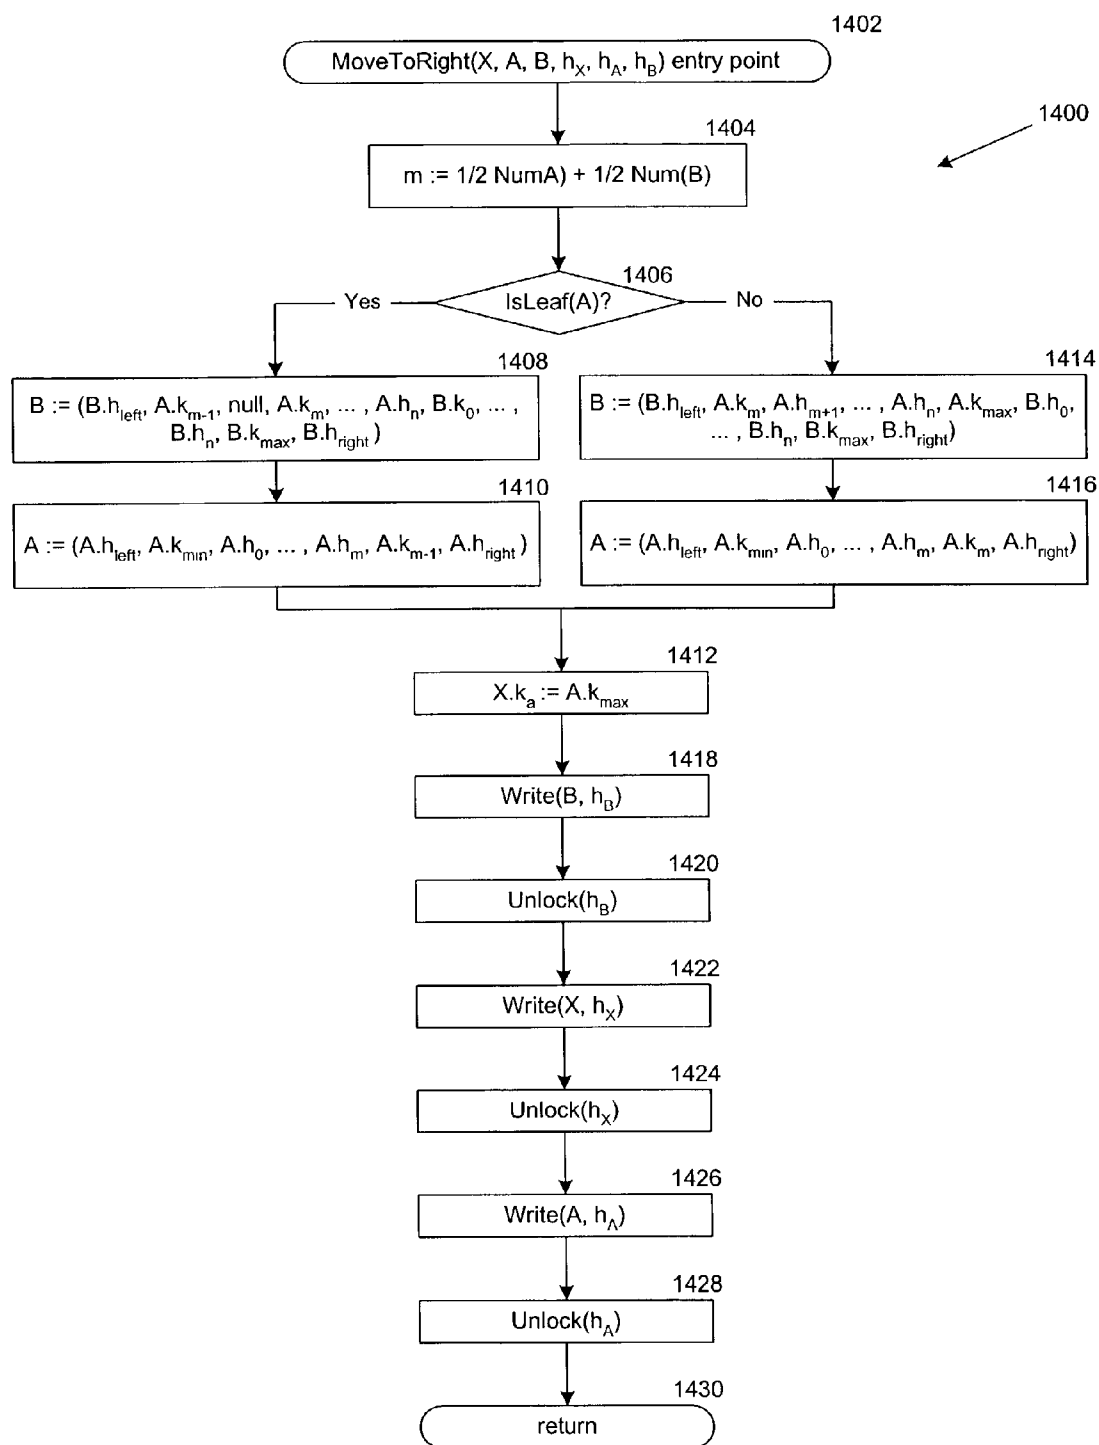 1402
MoveToRight(X, A, B, hX, hA, hB) entry point
1400
1404
m := 1/2 NumA) + 1/2 Num(B)
1406
IsLeaf(A)?
Yes
No
1408
B := (B.hleft, A.km-1, null, A.km, ... , A.hn, B.k0, ... ,
B.hn, B.kmax, B.hright)
1414
B := (B.hleft, A.km, A.hm+1, ... , A.hn, A.kmax, B.h0,
... , B.hn, B.kmax, B.hright)
1410
A := (A.hleft, A.kmin, A.h0, ... , A.hm, A.km-1, A.hright)
1416
A := (A.hleft, A.kmin, A.h0, ... , A.hm, A.km, A.hright)
1412
X.ka := A.kmax
1418
Write(B, hB)
1420
Unlock(hB)
1422
Write(X, hX)
1424
Unlock(hX)
1426
Write(A, hA)
1428
Unlock(hA)
1430
return